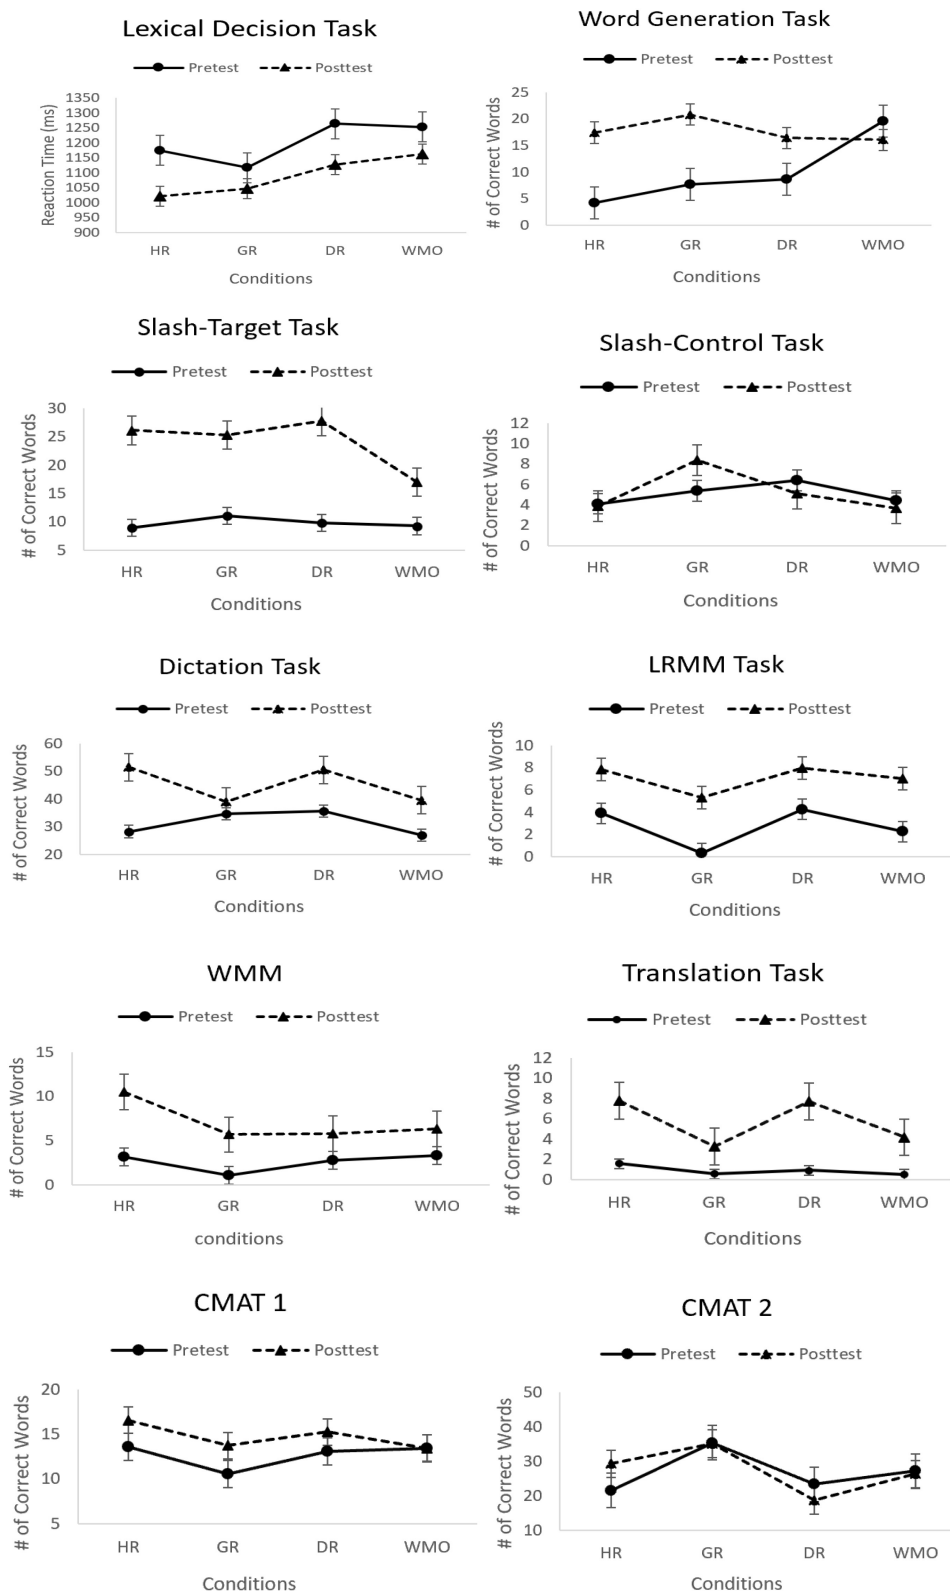 Lexical Decision Task
Pretest Posttest
Reaction Time (ms)
1350
1300
1250
1200
1150
1100
1050
1000
950
900
HR GR DR WMO
Conditions
Word Generation Task
Pretest Posttest
# of Correct Words
25
20
15
10
5
0
HR GR DR WMO
Conditions
Slash-Target Task
Pretest Posttest
# of Correct Words
30
25
20
15
10
5
HR GR DR WMO
Conditions
Slash-Control Task
Pretest Posttest
# of Correct Words
12
10
8
6
4
2
0
HR GR DR WMO
Conditions
Dictation Task
Pretest Posttest
# of Correct Words
60
50
40
30
20
HR GR DR WMO
Conditions
LRMM Task
Pretest Posttest
# of Correct Words
10
8
6
4
2
0
HR GR DR WMO
Conditions
WMM
Pretest Posttest
# of Correct Words
15
10
5
0
HR GR DR WMO
conditions
Translation Task
Pretest Posttest
# of Correct Words
12
10
8
6
4
2
0
HR GR DR WMO
Conditions
CMAT 1
Pretest Posttest
# of Correct Words
20
15
10
5
HR GR DR WMO
Conditions
CMAT 2
Pretest Posttest
# of Correct Words
50
40
30
20
10
HR GR DR WMO
Conditions